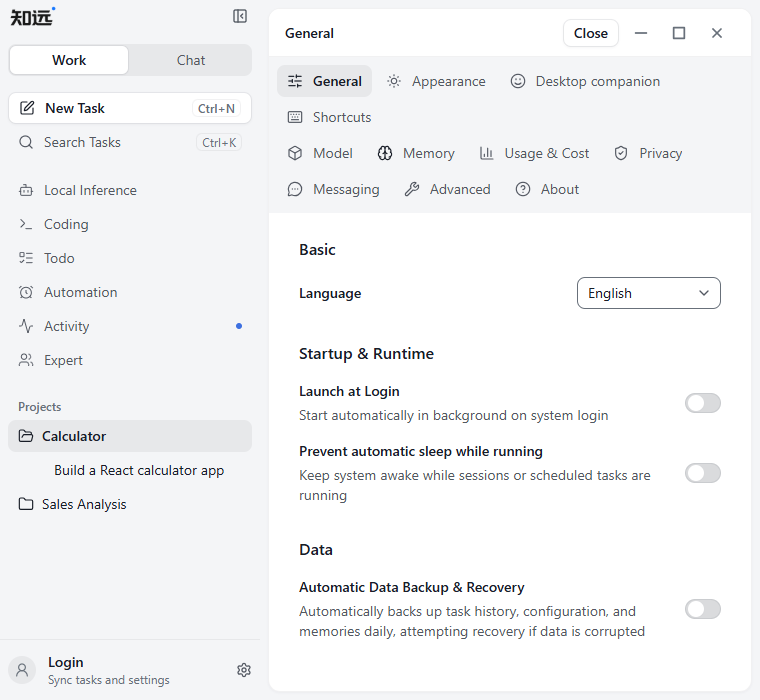 知远
Work
Chat
New Task
Ctrl+N
Search Tasks
Ctrl+K
Local Inference
Coding
Todo
Automation
Activity
Expert
Projects
Calculator
Build a React calculator app
Sales Analysis
Login
Sync tasks and settings
General
Close
General
Appearance
Desktop companion
Shortcuts
Model
Memory
Usage & Cost
Privacy
Messaging
Advanced
About
Basic
Language
English
Startup & Runtime
Launch at Login
Start automatically in background on system login
Prevent automatic sleep while running
Keep system awake while sessions or scheduled tasks are
running
Data
Automatic Data Backup & Recovery
Automatically backs up task history, configuration, and
memories daily, attempting recovery if data is corrupted